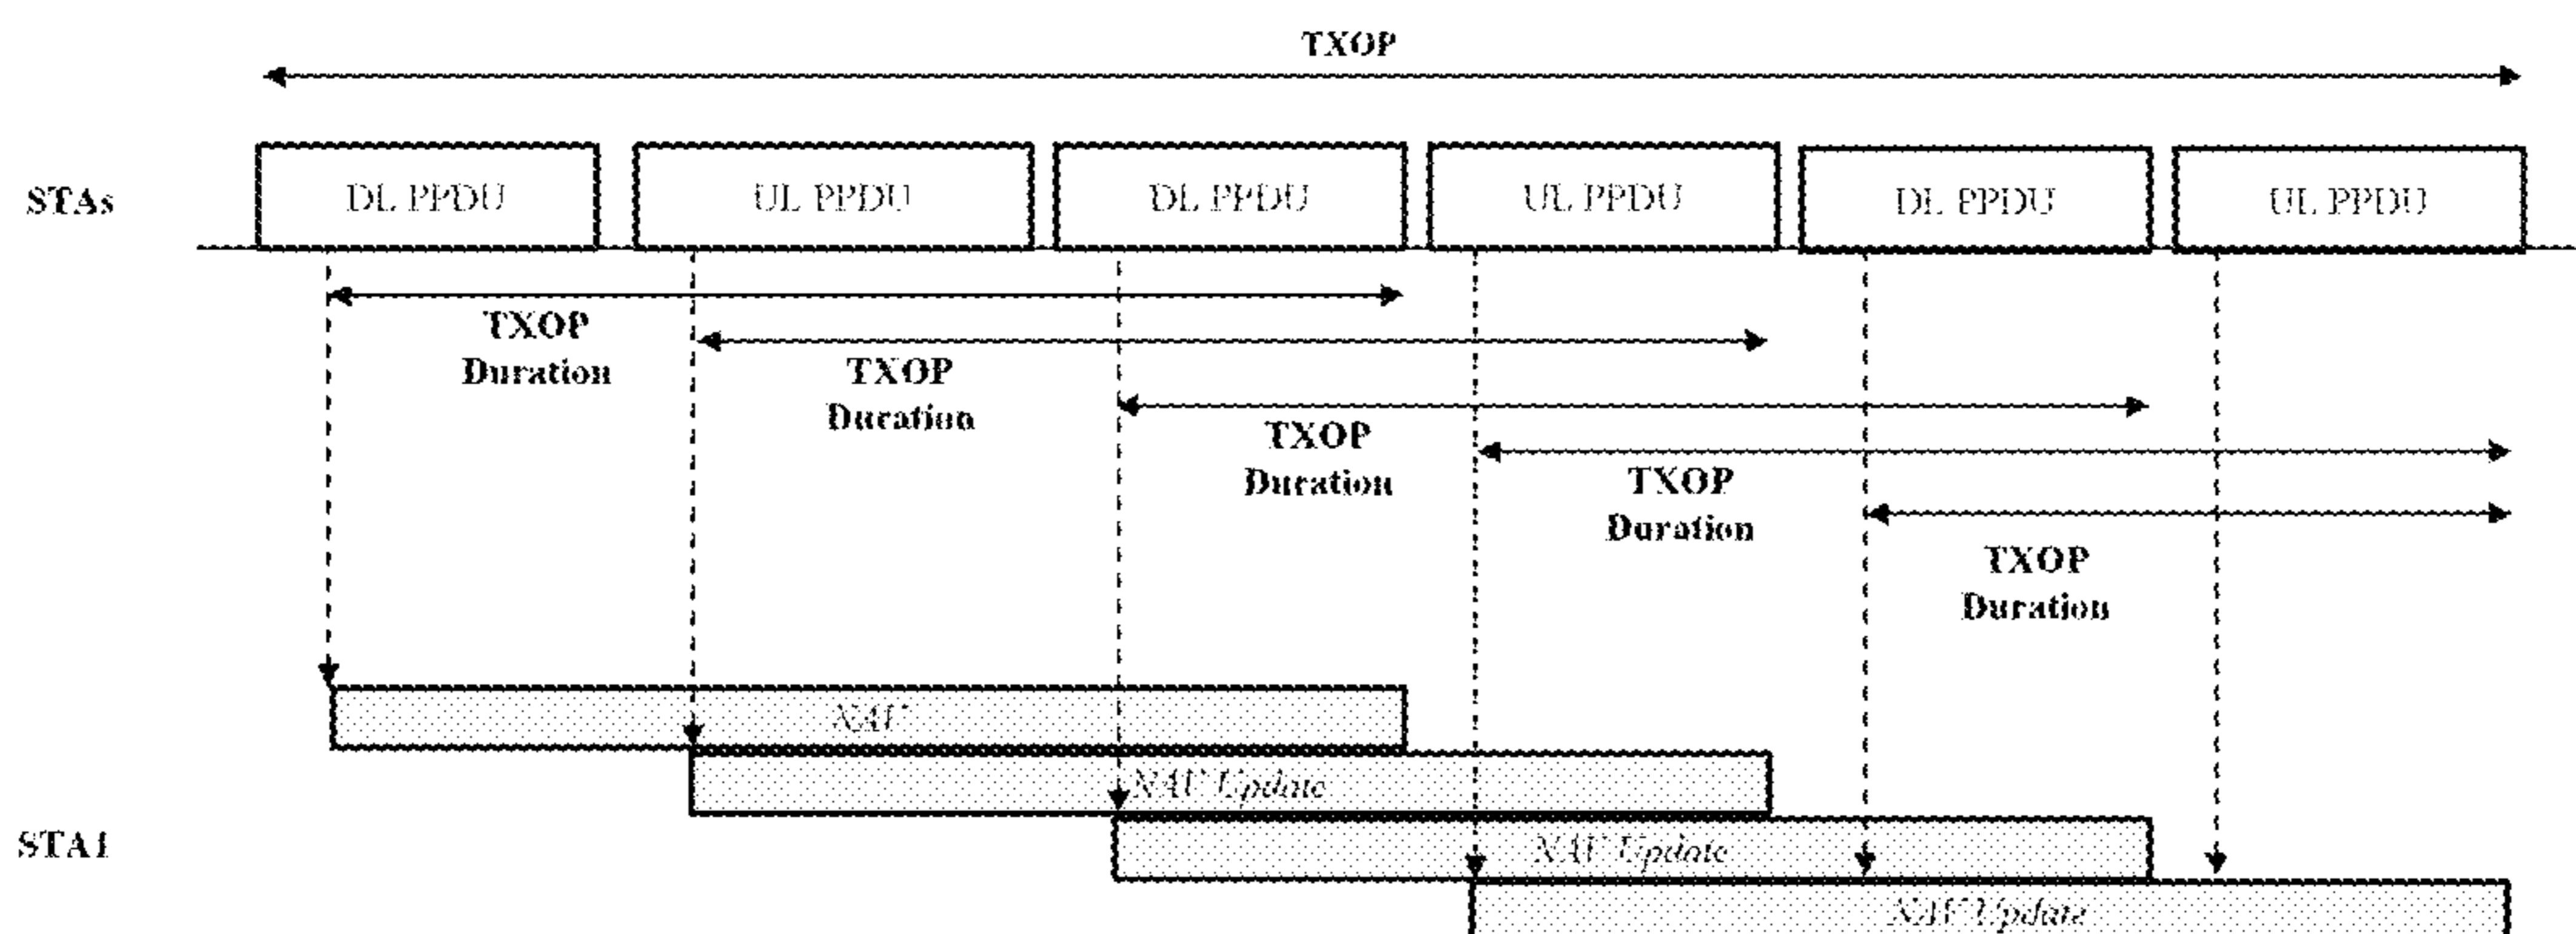 TXOP
STAs
DL PPDU
UL PPDU
DL PPDU
UL PPDU
DL PPDU
UL PPDU
TXOP
Duration
TXOP
Duration
TXOP
Duration
TXOP
Duration
TXOP
Duration
NAV
NAV Update
STA1
NAV Update
NAV Update